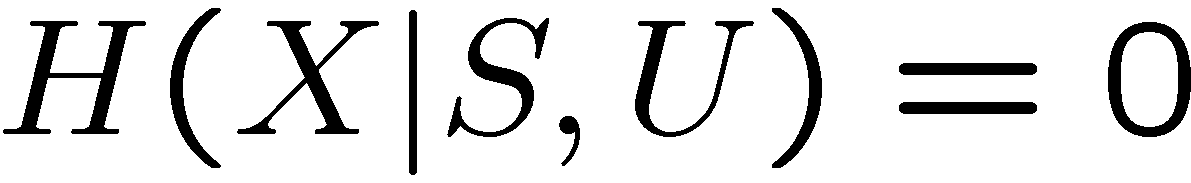 H(X|S, U) = 0